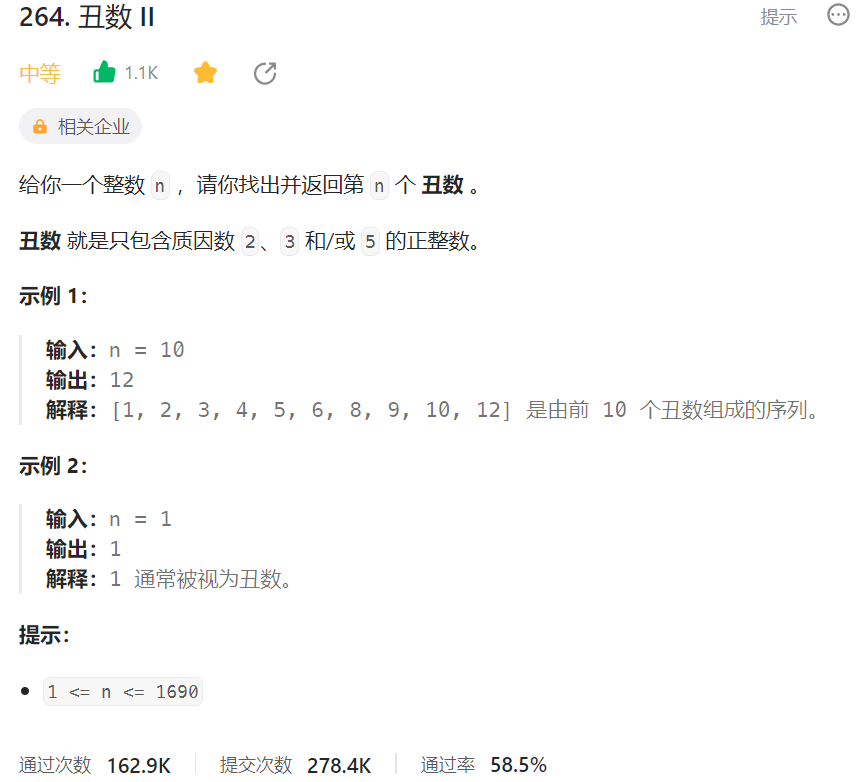 264. 丑数 II
提示
中等 1.1K
相关企业
给你一个整数 n ，请你找出并返回第 n 个 丑数 。
丑数 就是只包含质因数 2、3 和/或 5 的正整数。
示例 1：
输入：n = 10
输出：12
解释：[1, 2, 3, 4, 5, 6, 8, 9, 10, 12] 是由前 10 个丑数组成的序列。
示例 2：
输入：n = 1
输出：1
解释：1 通常被视为丑数。
提示：
1 <= n <= 1690
通过次数 162.9K 提交次数 278.4K 通过率 58.5%